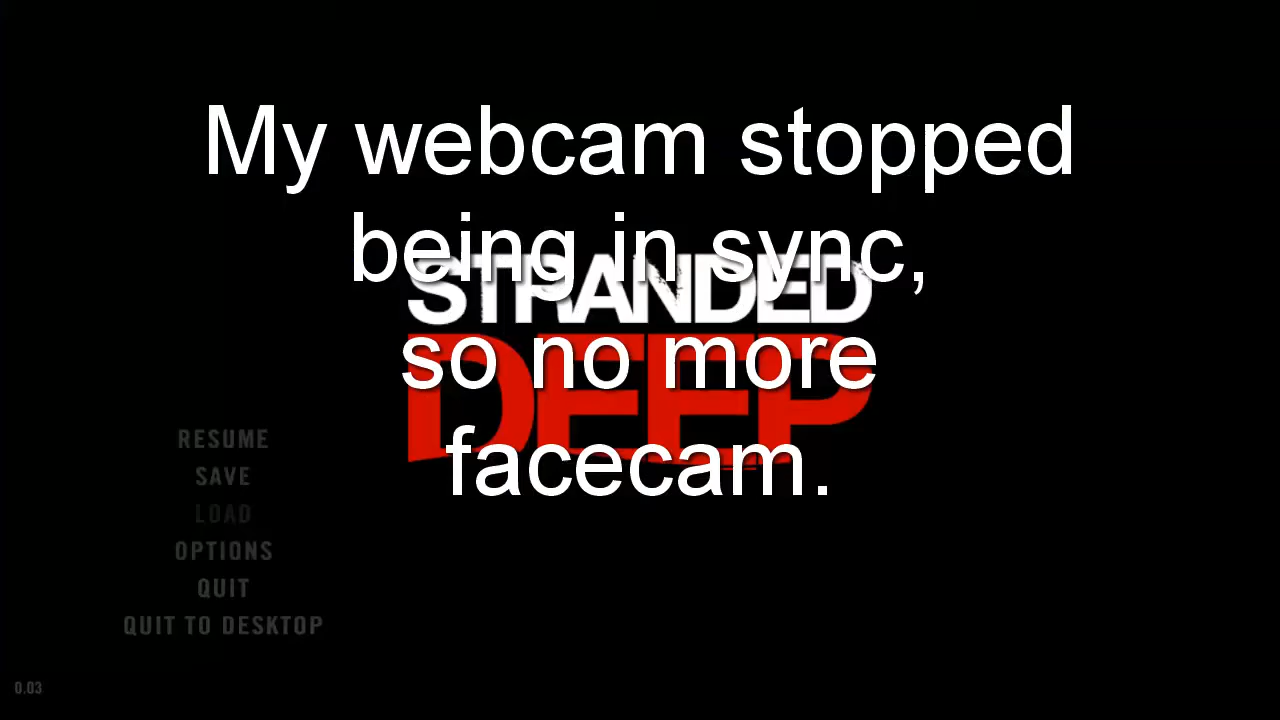 My webcam stopped
being in sync,
STRANDED
so no more
DEEP
facecam.
RESUME
SAVE
LOAD
OPTIONS
QUIT
QUIT TO DESKTOP
0.03